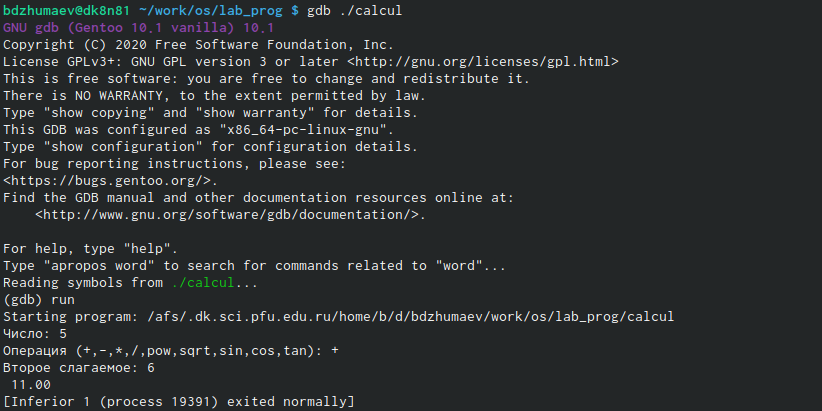 bdzhumaev@dk8n81 ~/work/os/lab_prog $ gdb ./calcul
GNU gdb (Gentoo 10.1 vanilla) 10.1
Copyright (C) 2020 Free Software Foundation, Inc.
License GPLv3+: GNU GPL version 3 or later <http://gnu.org/licenses/gpl.html>
This is free software: you are free to change and redistribute it.
There is NO WARRANTY, to the extent permitted by law.
Type "show copying" and "show warranty" for details.
This GDB was configured as "x86_64-pc-linux-gnu".
Type "show configuration" for configuration details.
For bug reporting instructions, please see:
<https://bugs.gentoo.org/>.
Find the GDB manual and other documentation resources online at:
    <http://www.gnu.org/software/gdb/documentation/>.

For help, type "help".
Type "apropos word" to search for commands related to "word"...
Reading symbols from ./calcul...
(gdb) run
Starting program: /afs/.dk.sci.pfu.edu.ru/home/b/d/bdzhumaev/work/os/lab_prog/calcul
Число: 5
Операция (+,-,*,/,pow,sqrt,sin,cos,tan): +
Второе слагаемое: 6
 11.00
[Inferior 1 (process 19391) exited normally]